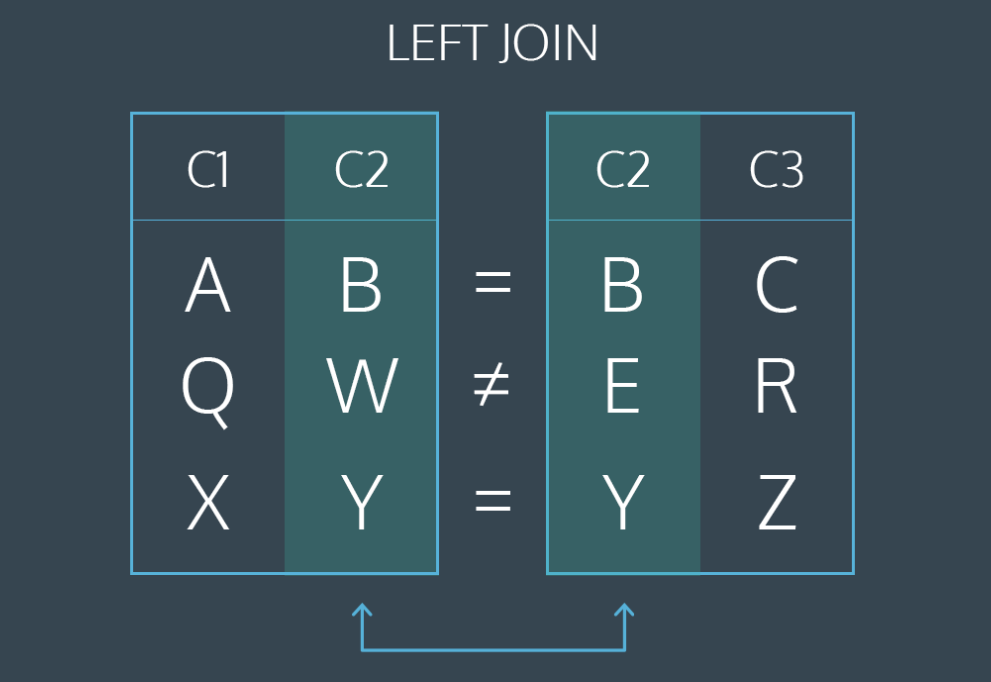 LEFT JOIN
C1 C2 C2 C3
A B = B C
Q W ≠ E R
X Y = Y Z